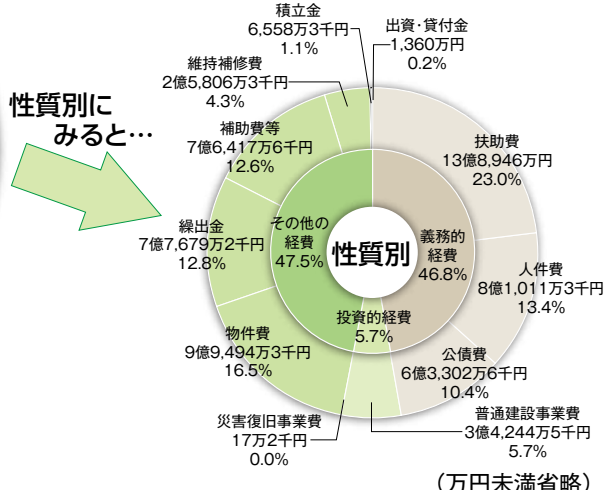 性質別に
みると…
積立金
6,558万3千円
1.1%
出資・貸付金
1,360万円
0.2%
維持補修費
2億5,806万3千円
4.3%
補助費等
7億6,417万6千円
12.6%
繰出金
7億7,679万2千円
12.8%
物件費
9億9,494万3千円
16.5%
災害復旧事業費
17万2千円
0.0%
その他の
経費
47.5%
性質別
義務的
経費
46.8%
投資的経費
5.7%
扶助費
13億8,946万円
23.0%
人件費
8億1,011万3千円
13.4%
公債費
6億3,302万6千円
10.4%
普通建設事業費
3億4,244万5千円
5.7%
(万円未満省略)